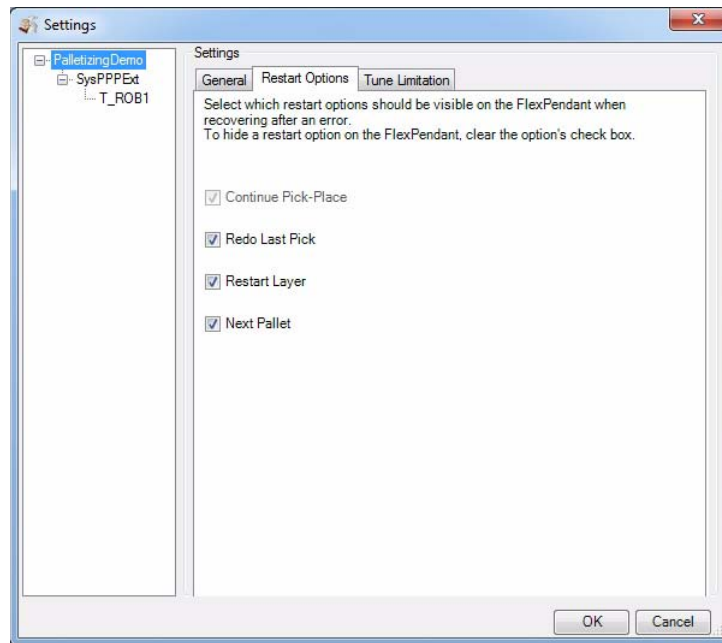 Settings
PalletizingDemo
SysPPPExt
T_ROB1
Settings
General Restart Options Tune Limitation
Select which restart options should be visible on the FlexPendant when
recovering after an error.
To hide a restart option on the FlexPendant, clear the option's check box.
Continue Pick-Place
Redo Last Pick
Restart Layer
Next Pallet
OK Cancel